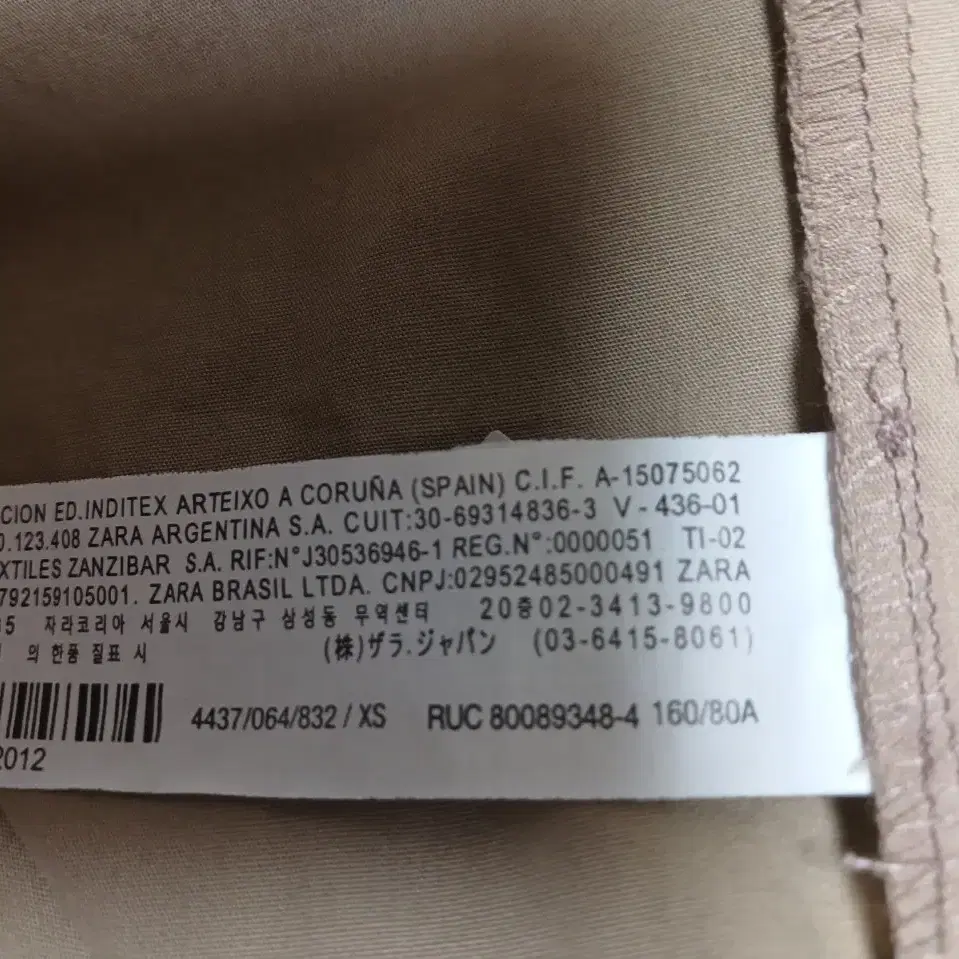 CION ED.INDITEX ARTEIXO A CORUÑA (SPAIN) C.I.F. A-15075062
0.123.408 ZARA ARGENTINA S.A. CUIT:30-69314836-3 V - 436-01
XTILES ZANZIBAR S.A. RIF:N°J30536946-1 REG.N°:0000051 TI-02
792159105001. ZARA BRASIL LTDA. CNPJ:02952485000491 ZARA
05 자라코리아 서울시 강남구 삼성동 무역센터 20층02-3413-9800
의 한품 질표 시 (株)ザラ.ジャパン (03-6415-8061)
4437/064/832 / XS RUC 80089348-4 160/80A
2012